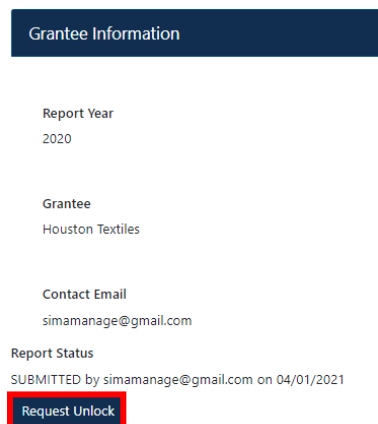 Grantee Information
Report Year
2020
Grantee
Houston Textiles
Contact Email
simamanage@gmail.com
Report Status
SUBMITTED by simamanage@gmail.com on 04/01/2021
Request Unlock